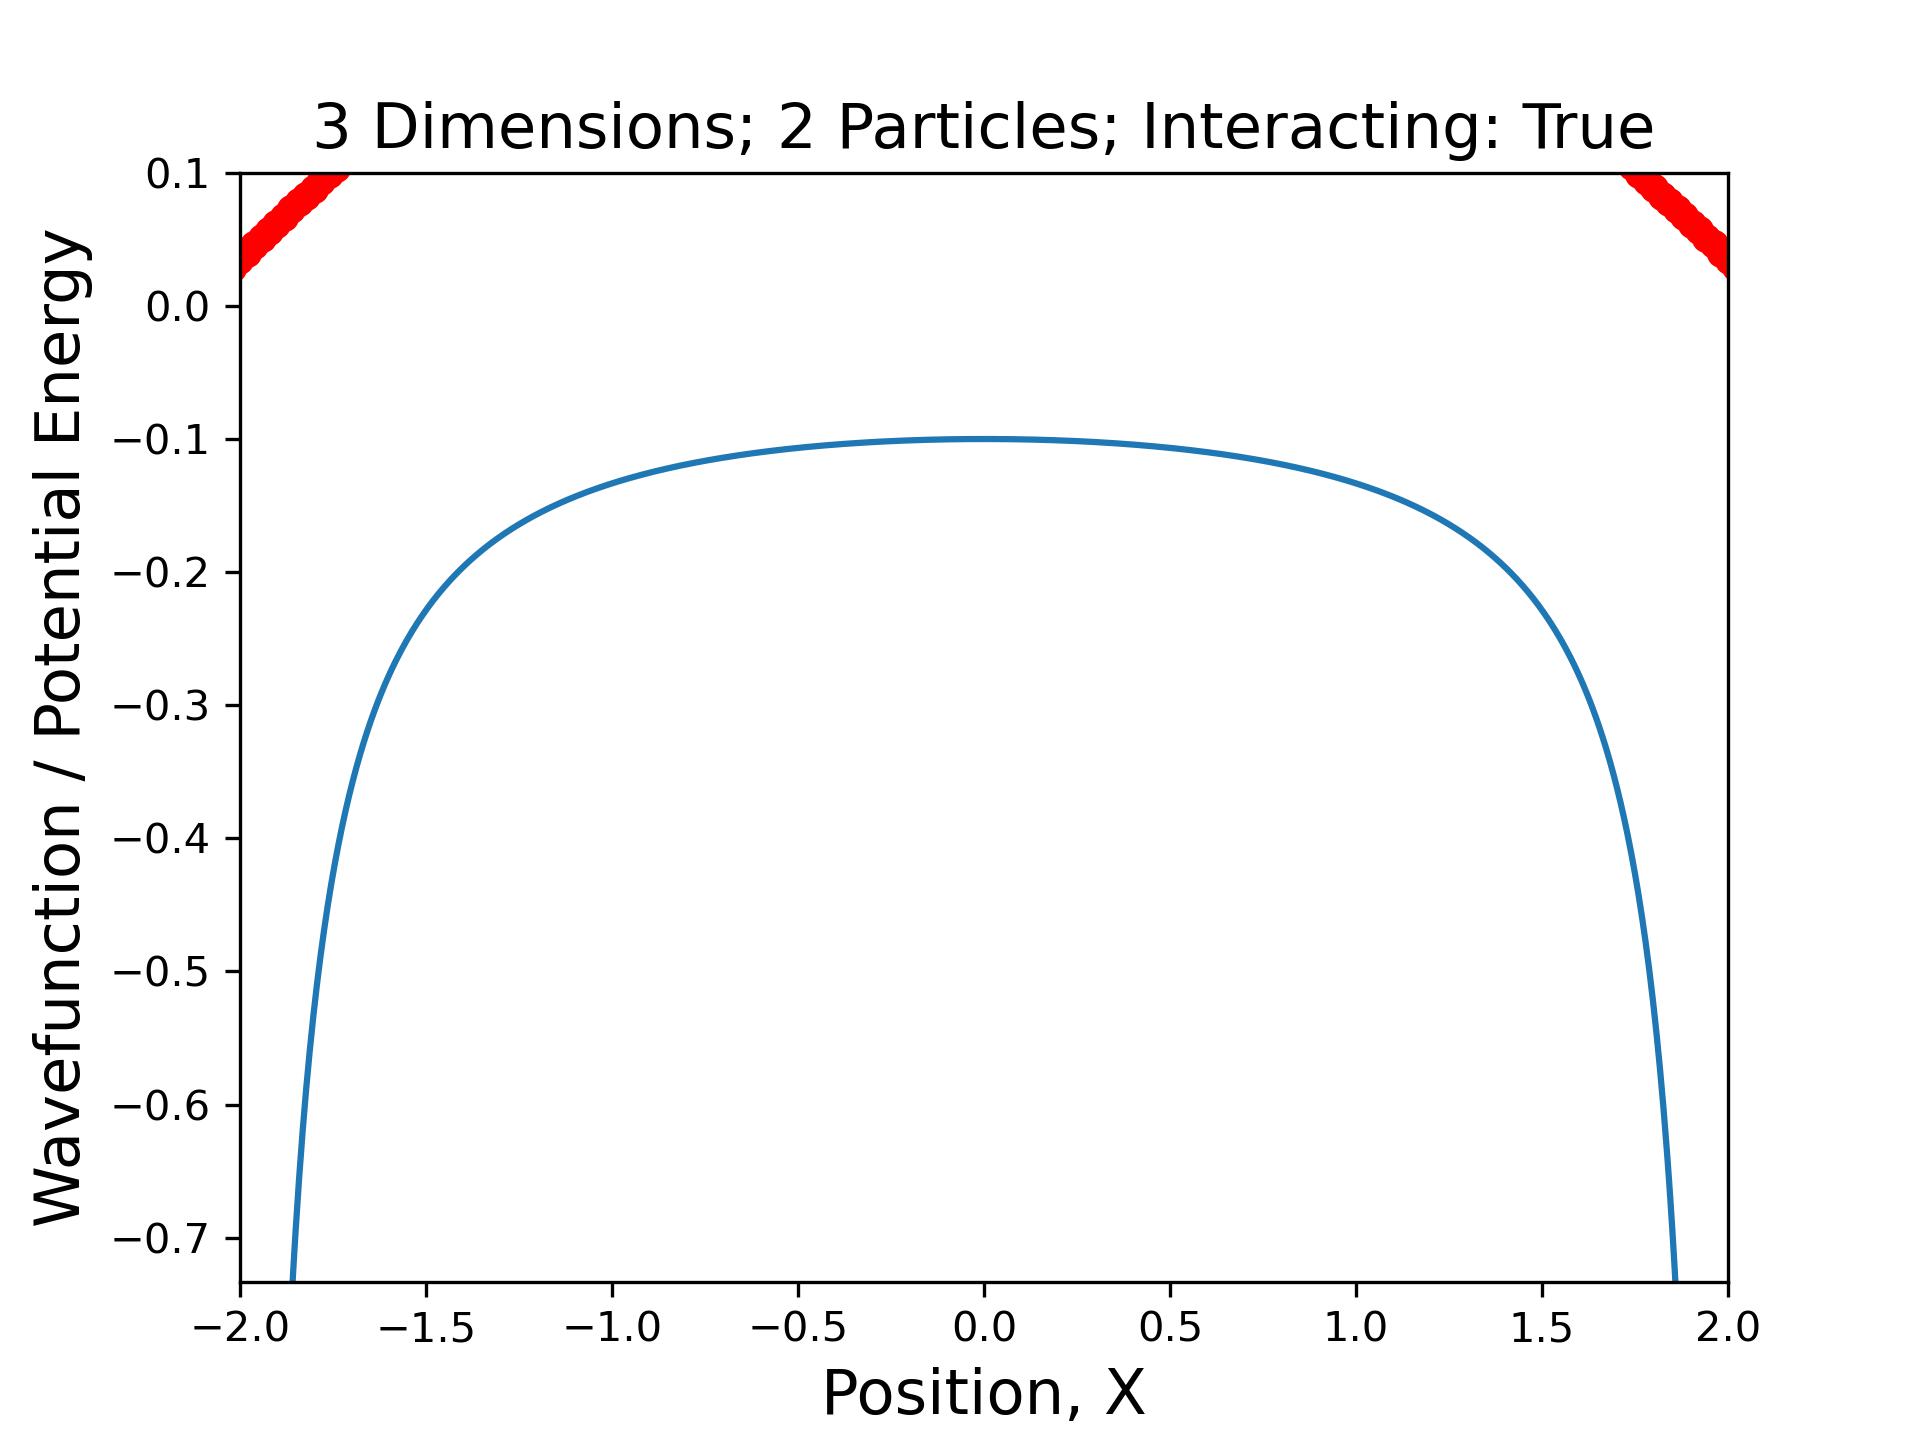 3 Dimensions; 2 Particles; Interacting: True
Wavefunction / Potential Energy
0.1
0.0
−0.1
−0.2
−0.3
−0.4
−0.5
−0.6
−0.7
−2.0 −1.5 −1.0 −0.5 0.0 0.5 1.0 1.5 2.0
Position, X